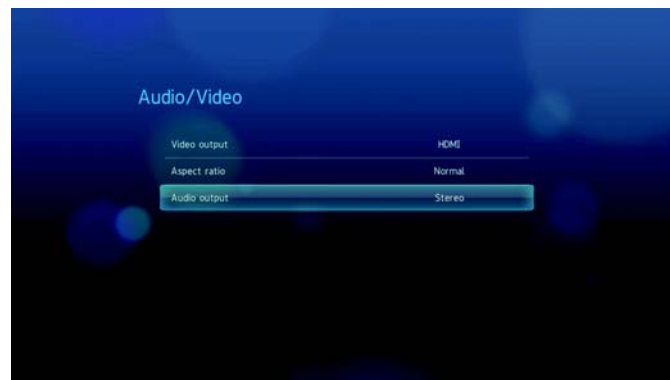 Audio/Video
Video output HDMI
Aspect ratio Normal
Audio output Stereo